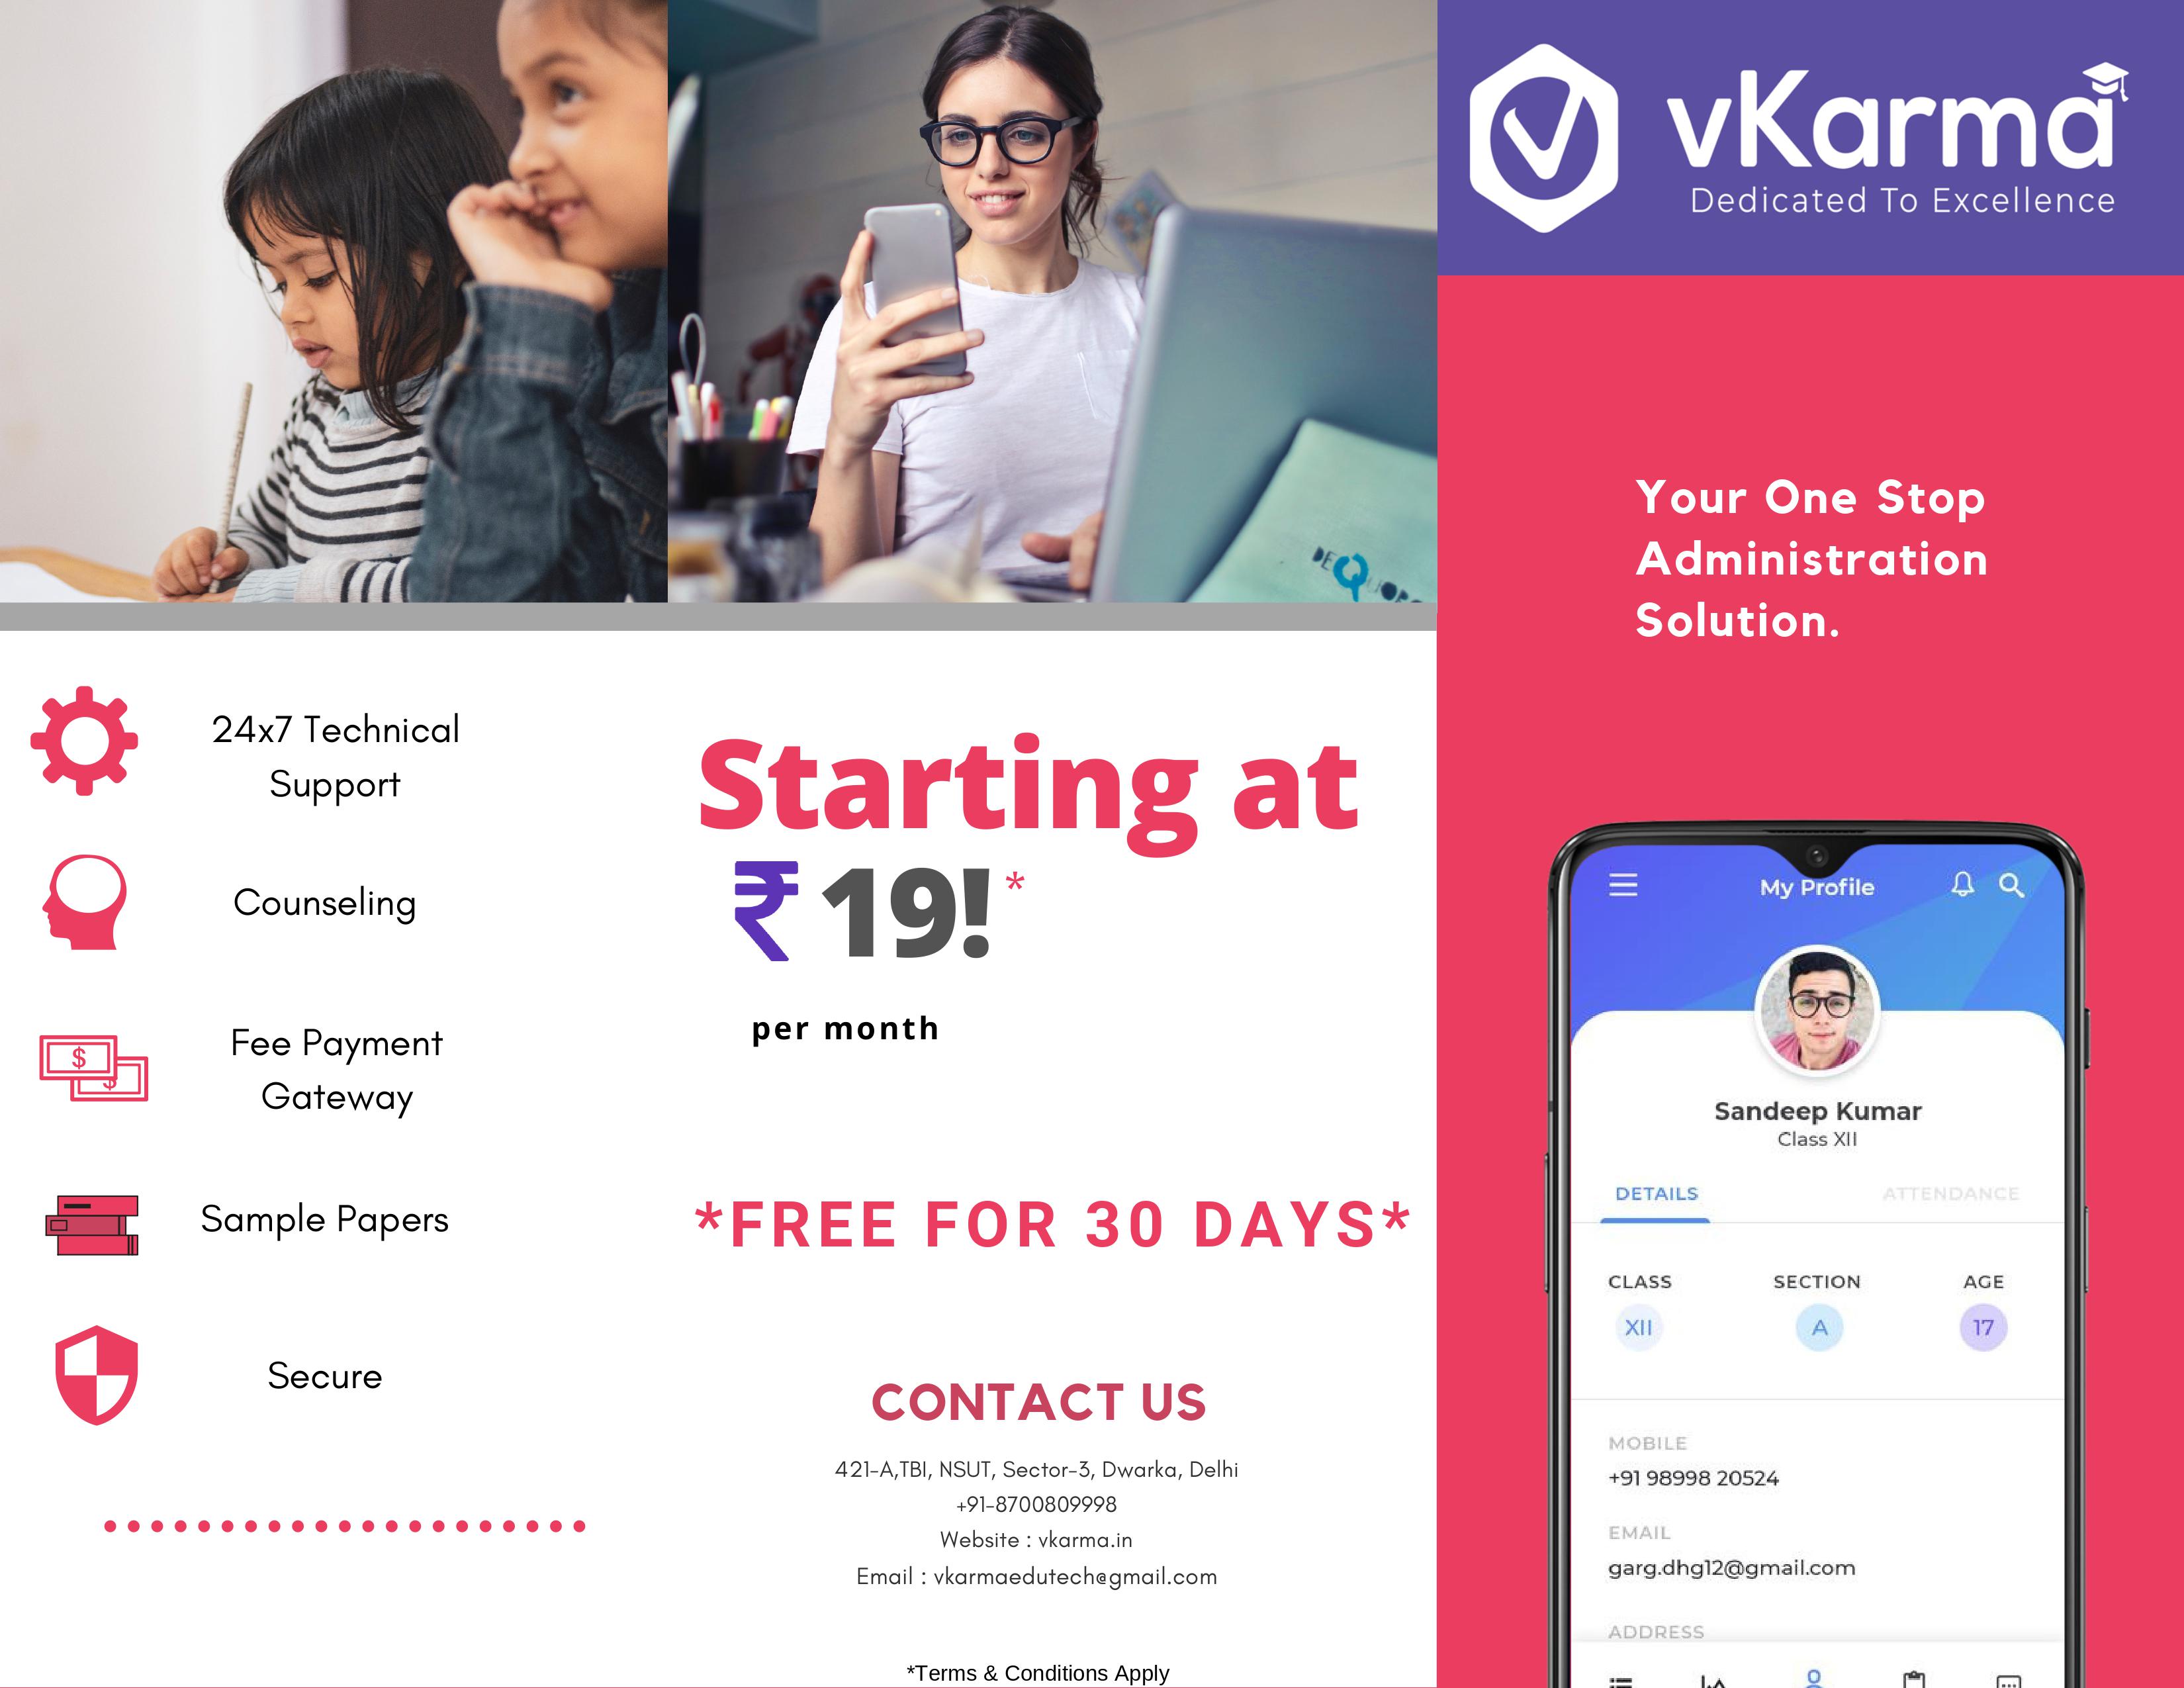 vKarma
Dedicated To Excellence
Your One Stop
Administration
Solution.
24x7 Technical
Support
Counseling
Fee Payment
Gateway
Sample Papers
Secure
Starting at
₹ 19!*
per month
*FREE FOR 30 DAYS*
CONTACT US
421-A,TBI, NSUT, Sector-3, Dwarka, Delhi
+91-8700809998
Website : vkarma.in
Email : vkarmaedutech@gmail.com
*Terms & Conditions Apply
My Profile
Sandeep Kumar
Class XII
DETAILS ATTENDANCE
CLASS SECTION AGE
XII A 17
MOBILE
+91 98998 20524
EMAIL
garg.dhg12@gmail.com
ADDRESS